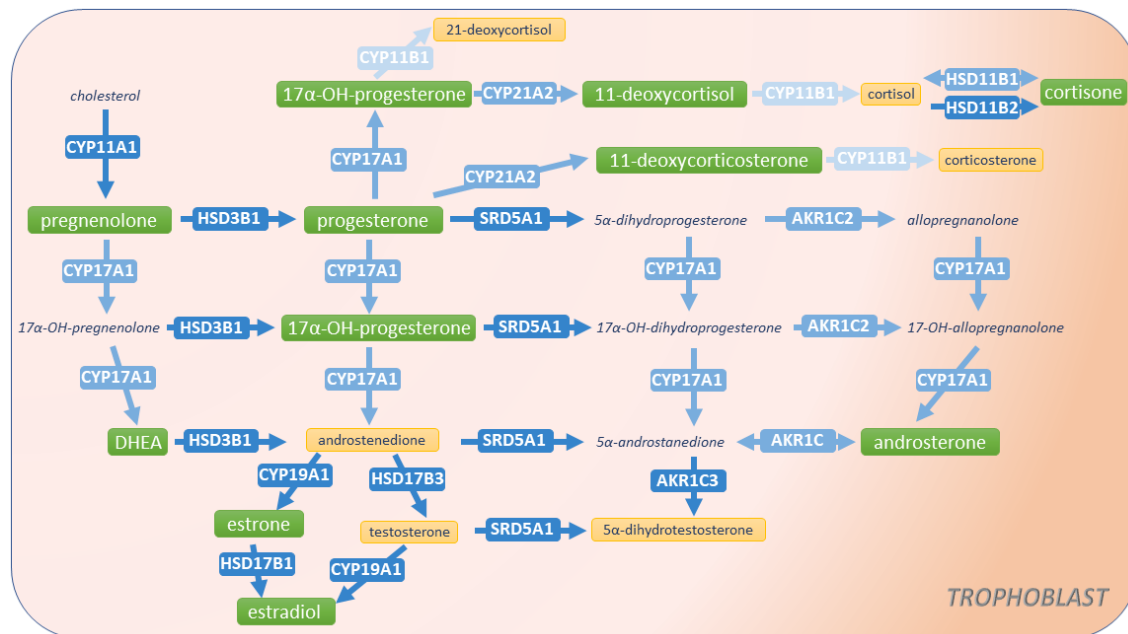 21-deoxycortisol
CYP11B1
cholesterol
17α-OH-progesterone
CYP21A2
11-deoxycortisol
CYP11B1
cortisol
HSD11B1
HSD11B2
cortisone
CYP11A1
CYP17A1
CYP21A2
11-deoxycorticosterone
CYP11B1
corticosterone
pregnenolone
HSD3B1
progesterone
SRD5A1
5α-dihydroprogesterone
AKR1C2
allopregnanolone
CYP17A1
CYP17A1
CYP17A1
CYP17A1
17α-OH-pregnenolone
HSD3B1
17α-OH-progesterone
SRD5A1
17α-OH-dihydroprogesterone
AKR1C2
17-OH-allopregnanolone
CYP17A1
CYP17A1
CYP17A1
CYP17A1
DHEA
HSD3B1
androstenedione
SRD5A1
5α-androstanedione
AKR1C
androsterone
CYP19A1
HSD17B3
AKR1C3
estrone
testosterone
SRD5A1
5α-dihydrotestosterone
HSD17B1
CYP19A1
estradiol
TROPHOBLAST